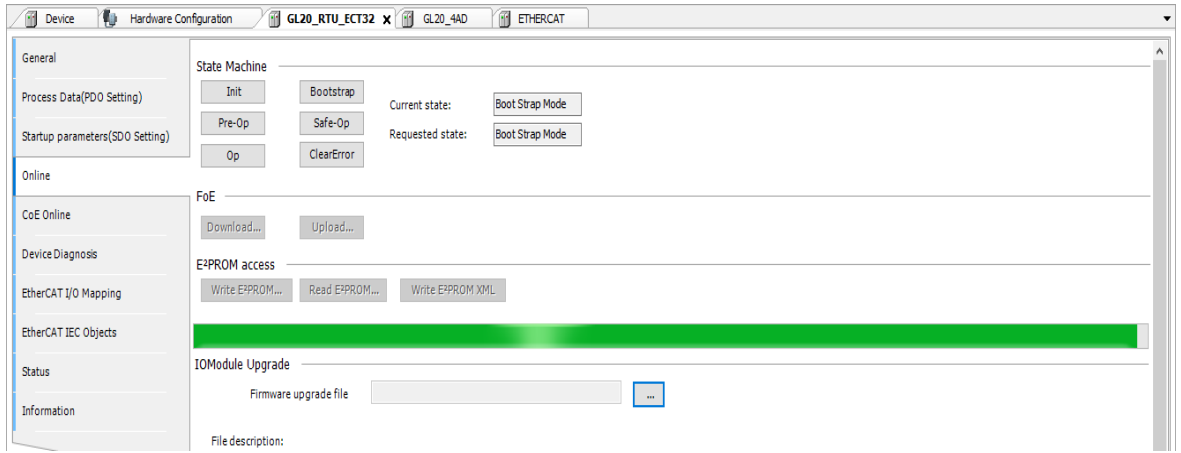 Device
Hardware Configuration
GL20_RTU_ECT32 x
GL20_4AD
ETHERCAT
General
Process Data(PDO Setting)
Startup parameters(SDO Setting)
Online
CoE Online
Device Diagnosis
EtherCAT I/O Mapping
EtherCAT IEC Objects
Status
Information
State Machine
Init
Bootstrap
Pre-Op
Safe-Op
Op
ClearError
Current state:
Boot Strap Mode
Requested state:
Boot Strap Mode
FoE
Download...
Upload...
E²PROM access
Write E²PROM...
Read E²PROM...
Write E²PROM XML
IOModule Upgrade
Firmware upgrade file
...
File description: